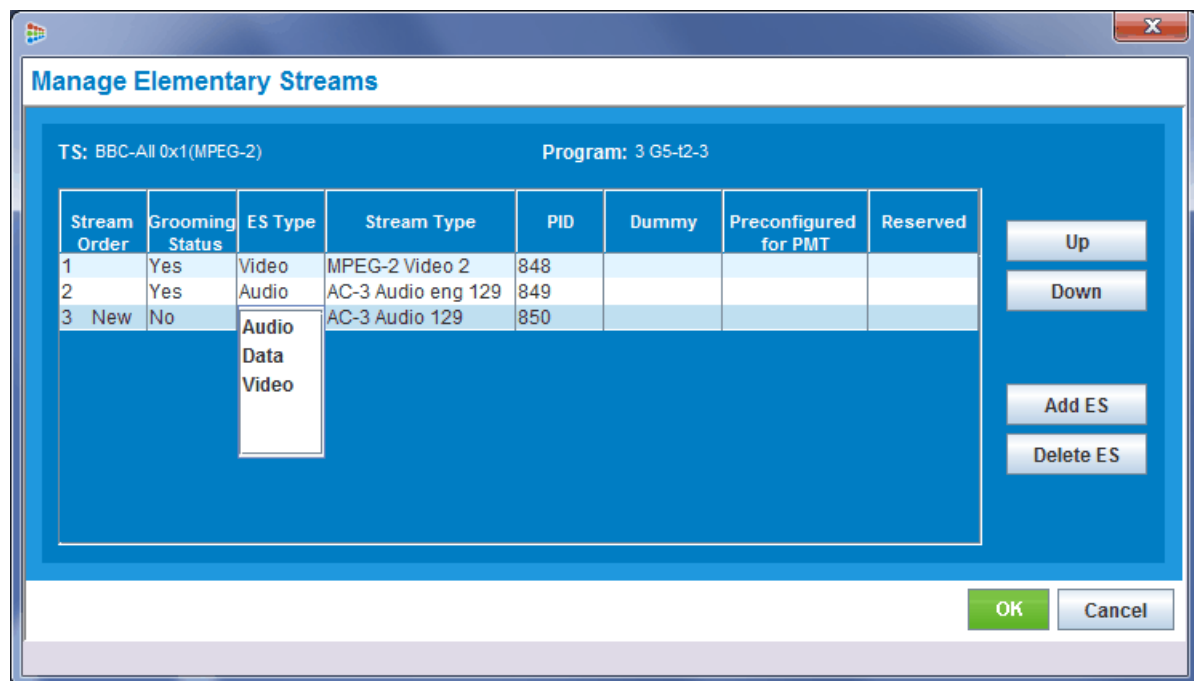 X
Manage Elementary Streams
TS: BBC-All 0x1(MPEG-2) Program: 3 G5-t2-3
Stream Order Grooming Status ES Type Stream Type PID Dummy Preconfigured for PMT Reserved
1 Yes Video MPEG-2 Video 2 848
2 Yes Audio AC-3 Audio eng 129 849
3 New No AC-3 Audio 129 850
Audio
Data
Video
Up
Down
Add ES
Delete ES
OK Cancel